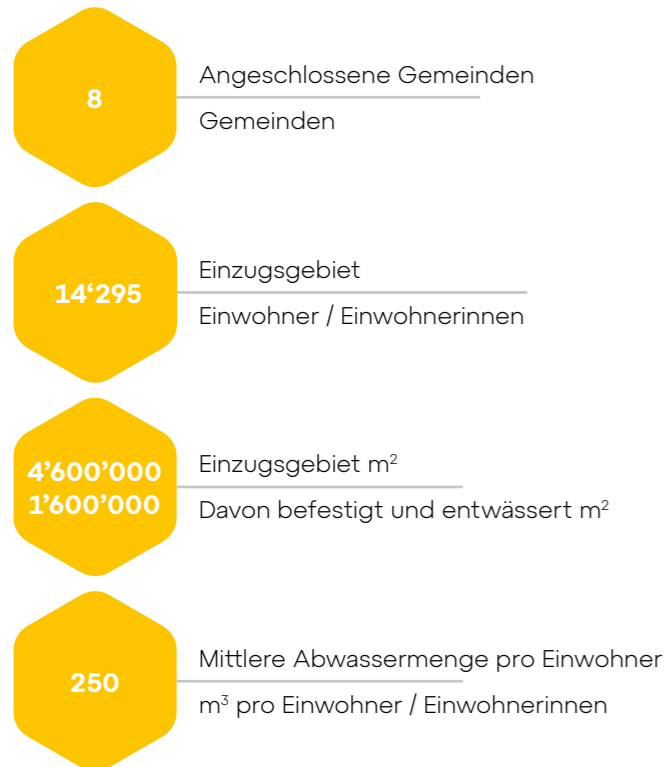 8
Angeschlossene Gemeinden
Gemeinden
14‘295
Einzugsgebiet
Einwohner / Einwohnerinnen
4’600’000
1’600’000
Einzugsgebiet m²
Davon befestigt und entwässert m²
250
Mittlere Abwassermenge pro Einwohner
m³ pro Einwohner / Einwohnerinnen